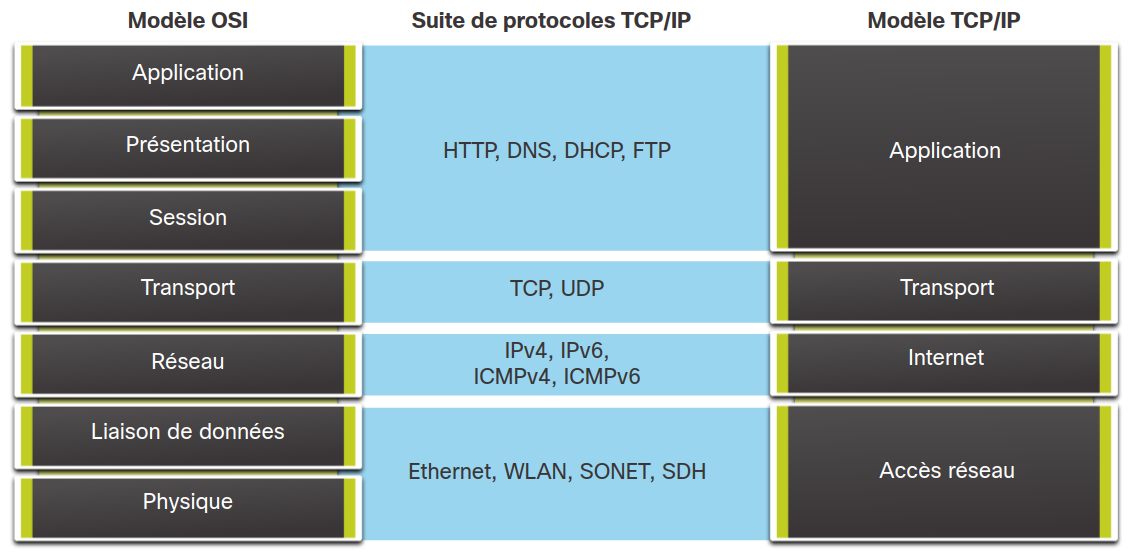 Modèle OSI
Suite de protocoles TCP/IP
Modèle TCP/IP
Application
Présentation
Session
HTTP, DNS, DHCP, FTP
Application
Transport
TCP, UDP
Transport
Réseau
IPv4, IPv6,
ICMPv4, ICMPv6
Internet
Liaison de données
Physique
Ethernet, WLAN, SONET, SDH
Accès réseau